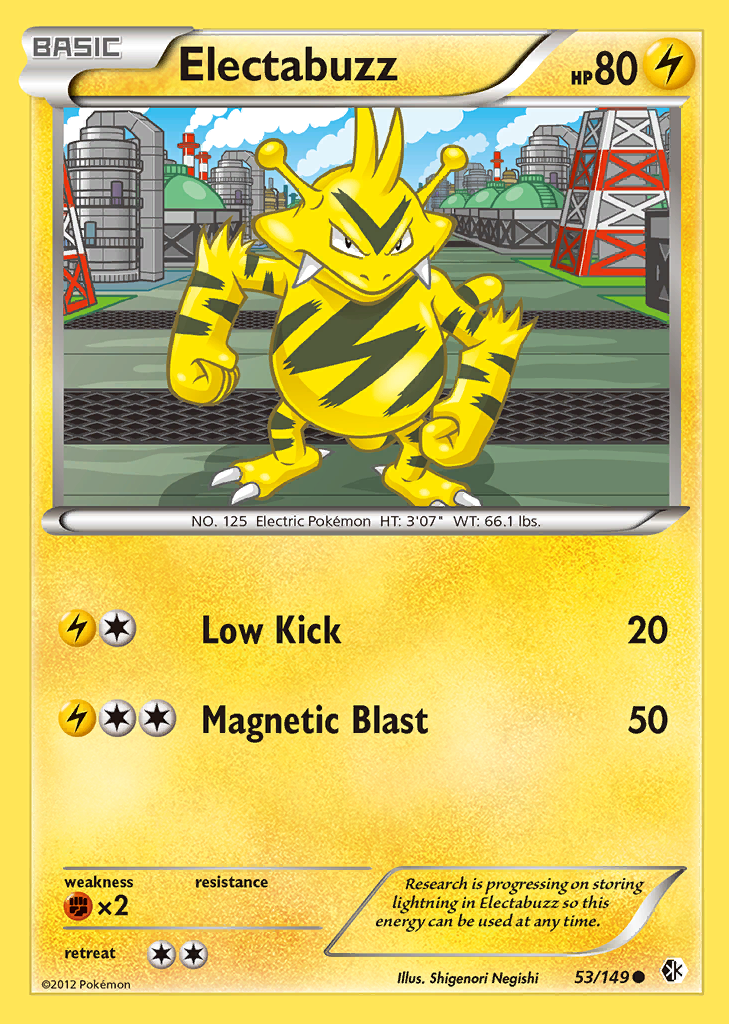 BASIC
Electabuzz
HP80
NO. 125 Electric Pokémon HT: 3'07" WT: 66.1 lbs.
Low Kick 20
Magnetic Blast 50
weakness resistance
×2
retreat
Research is progressing on storing
lightning in Electabuzz so this
energy can be used at any time.
©2012 Pokémon
Illus. Shigenori Negishi 53/149